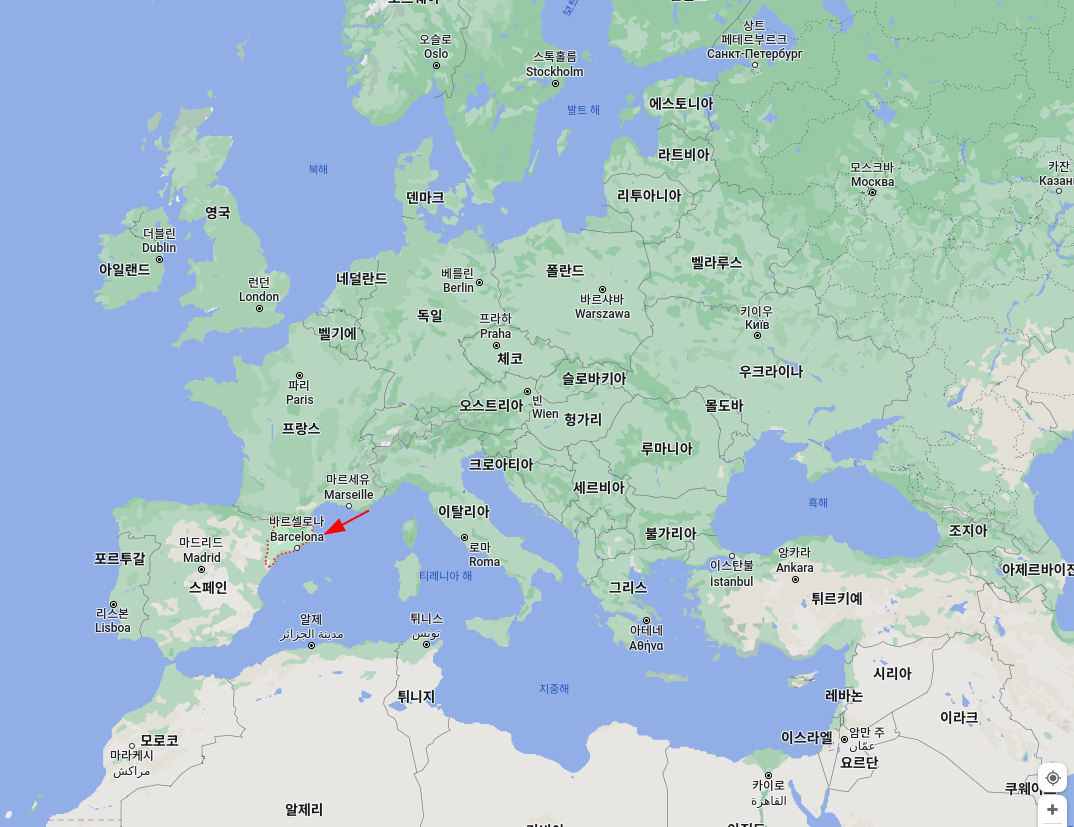 오슬로
Oslo
스톡홀름
Stockholm
상트
페테르부르크
Санкт-Петербург
에스토니아
발트 해
라트비아
모스크바
Москва
카잔
Казан
북해
덴마크
리투아니아
영국
더블린
Dublin
아일랜드
벨라루스
네덜란드
베를린
Berlin
폴란드
런던
London
바르샤바
Warszawa
독일
프라하
Praha
키이우
Київ
벨기에
체코
파리
Paris
슬로바키아
우크라이나
오스트리아
빈
Wien
헝가리
몰도바
프랑스
루마니아
크로아티아
마르세유
Marseille
세르비아
흑해
이탈리아
바르셀로나
Barcelona
마드리드
Madrid
로마
Roma
불가리아
조지아
포르투갈
스페인
티레니아 해
이스탄불
İstanbul
앙카라
Ankara
아제르바이잔
그리스
튀르키예
리스본
Lisboa
알제
مدينة الجزائر
튀니스
تونس
아테네
Αθήνα
시리아
지중해
튀니지
레바논
이라크
모로코
마라케시
مراكش
이스라엘
암만 주
عمّان
요르단
카이로
القاهرة
쿠웨이트
알제리